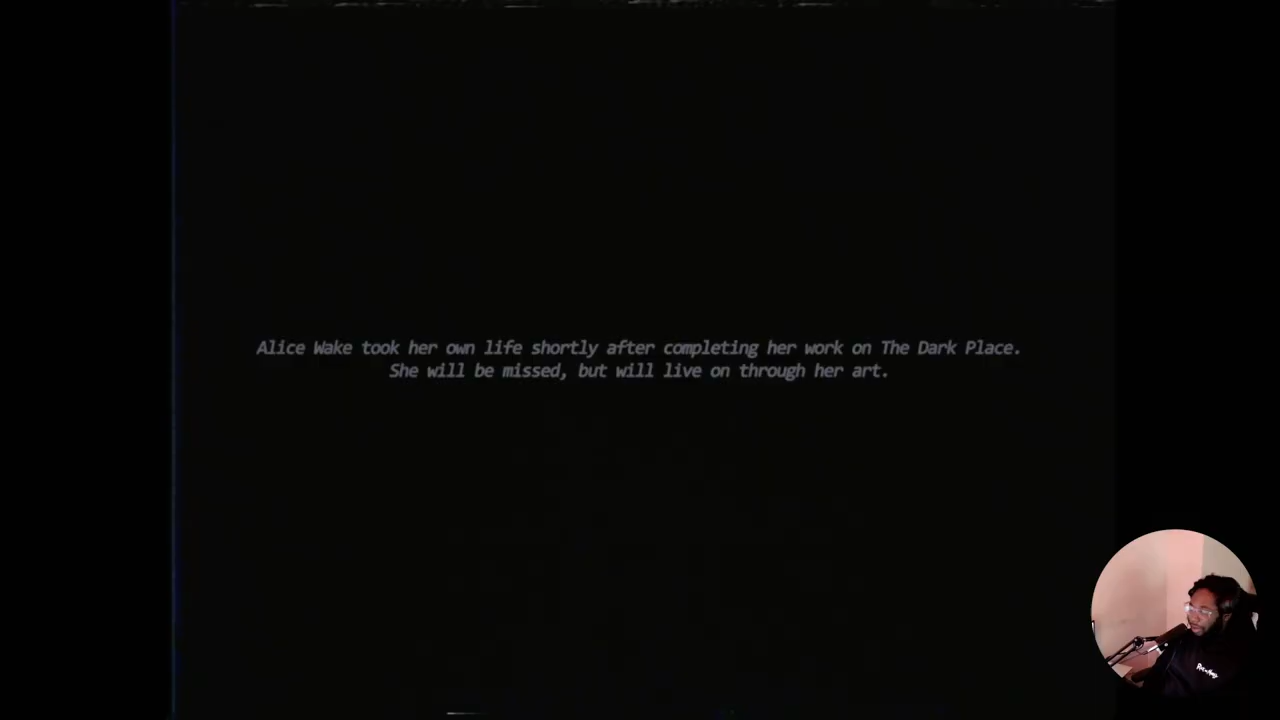 Alice Wake took her own life shortly after completing her work on The Dark Place.
She will be missed, but will live on through her art.